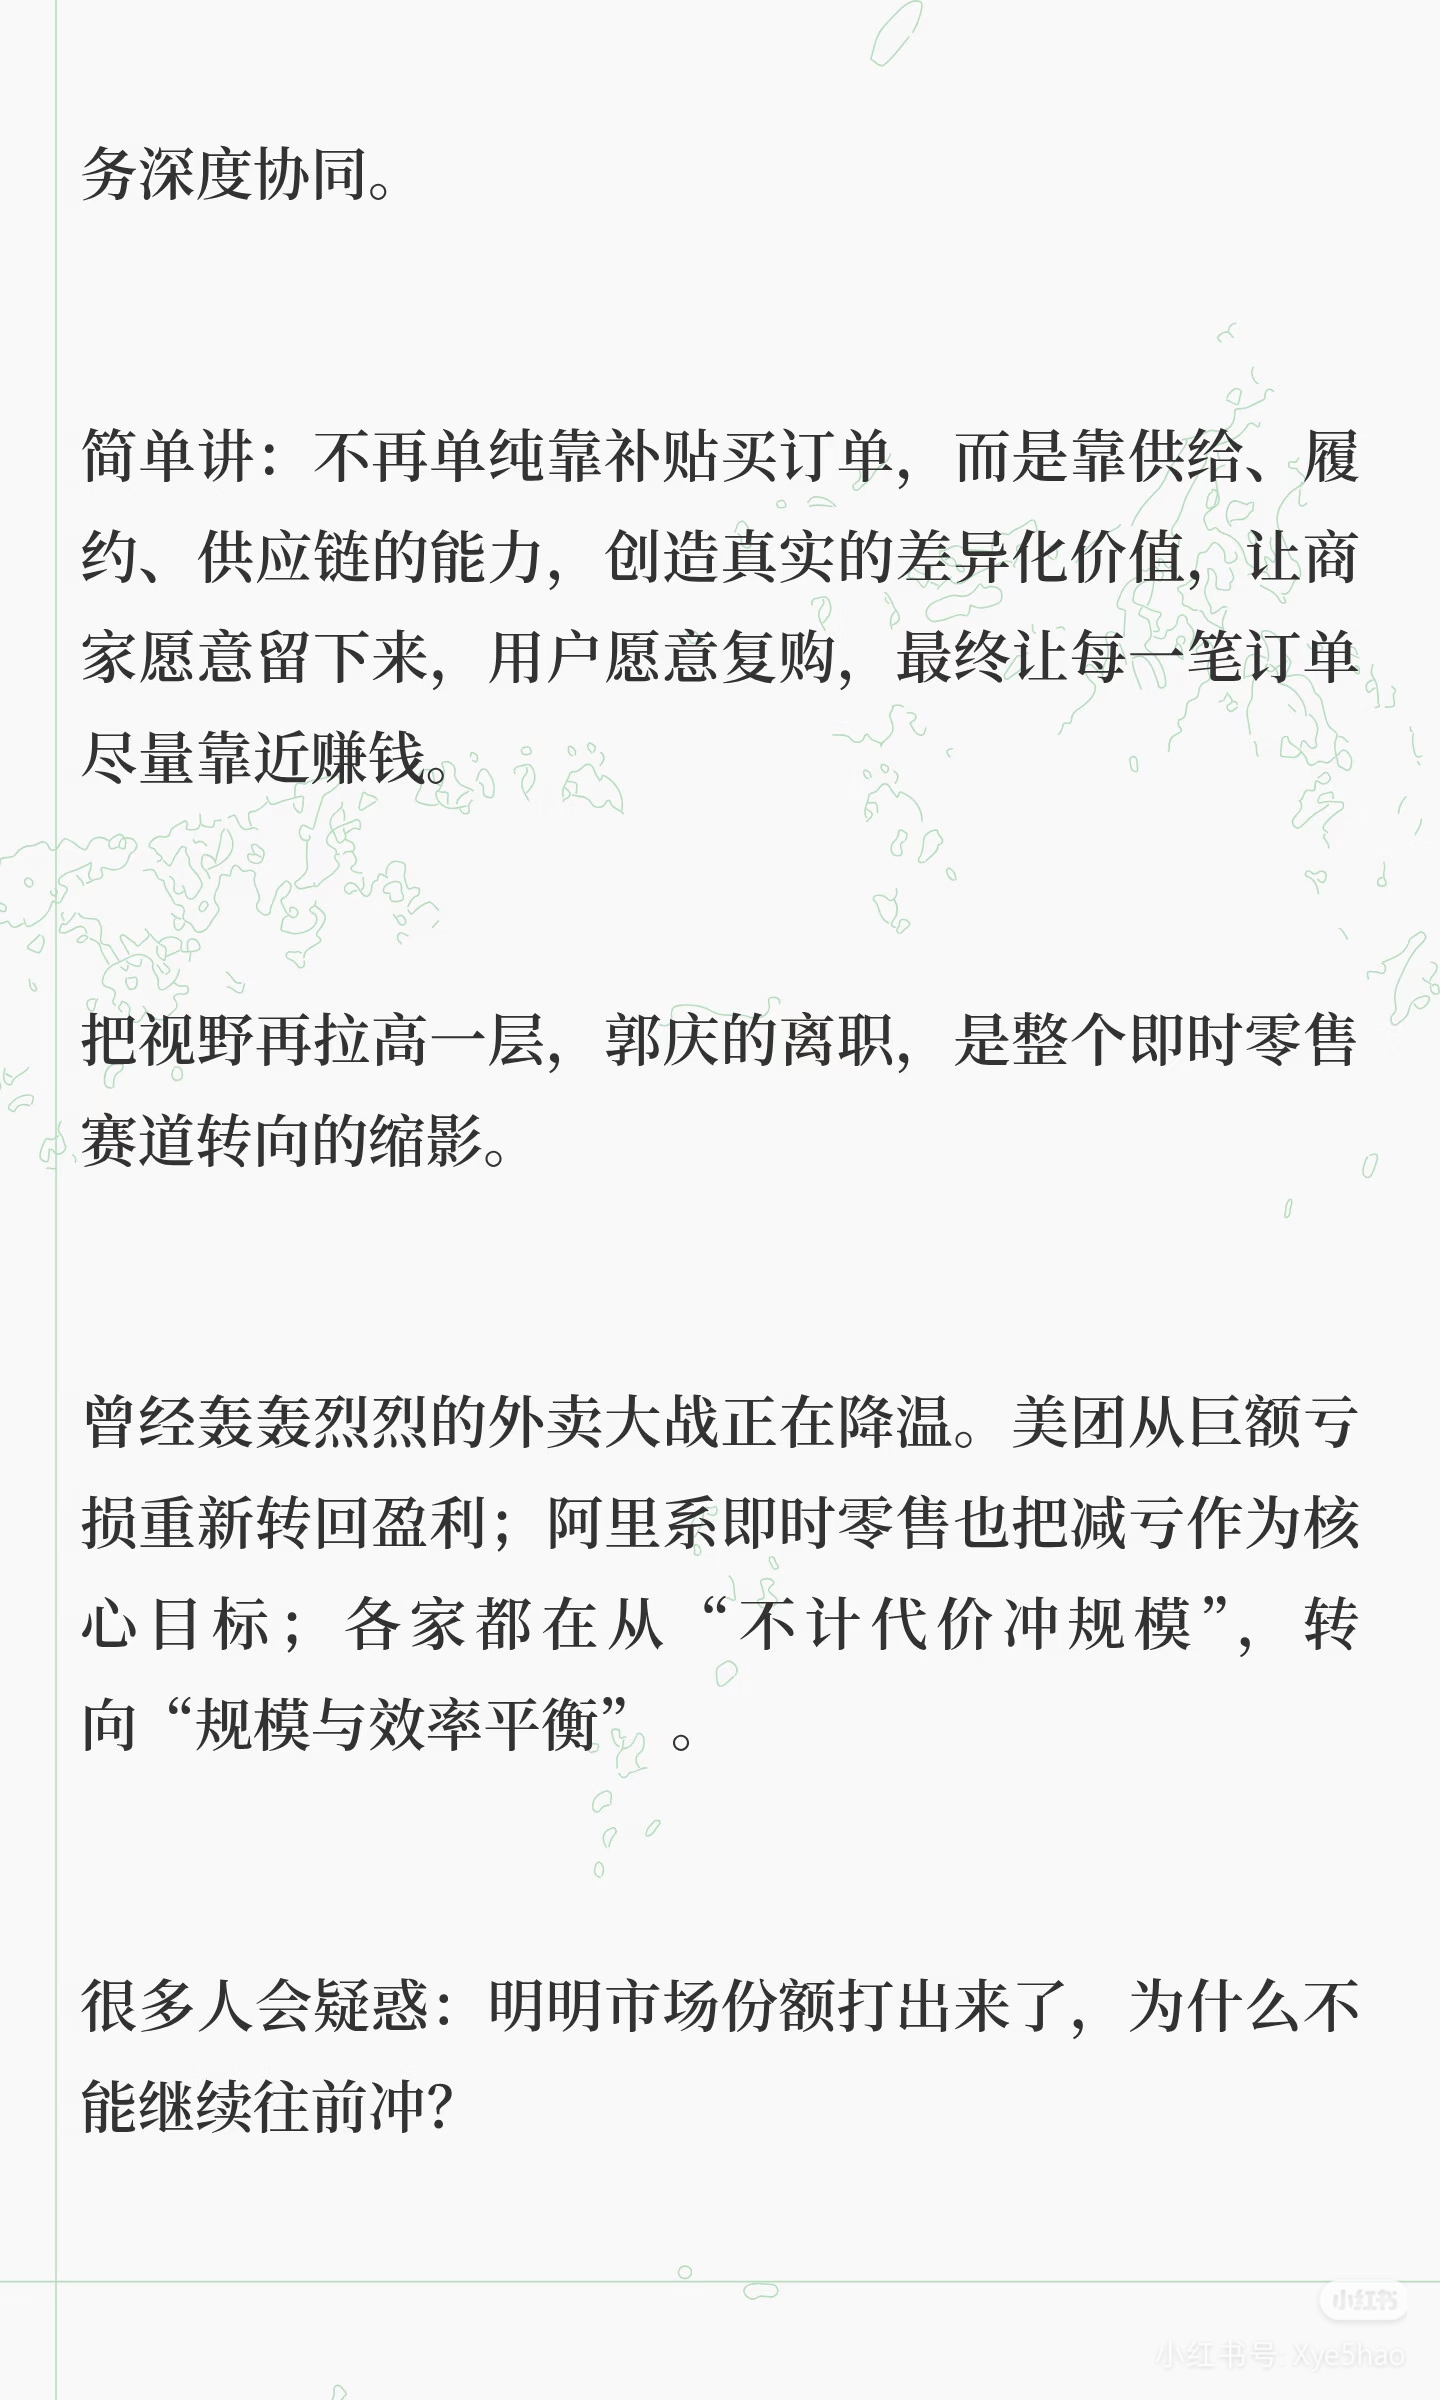 务深度协同。
简单讲：不再单纯靠补贴买订单，而是靠供给、履
约、供应链的能力，创造真实的差异化价值，让商
家愿意留下来，用户愿意复购，最终让每一笔订单
尽量靠近赚钱。
把视野再拉高一层，郭庆的离职，是整个即时零售
赛道转向的缩影。
曾经轰轰烈烈的外卖大战正在降温。美团从巨额亏
损重新转回盈利；阿里系即时零售也把减亏作为核
心目标；各家都在从“不计代价冲规模”，转
向“规模与效率平衡”。
很多人会疑惑：明明市场份额打出来了，为什么不
能继续往前冲？
小红书
小红书号: Xye5hao